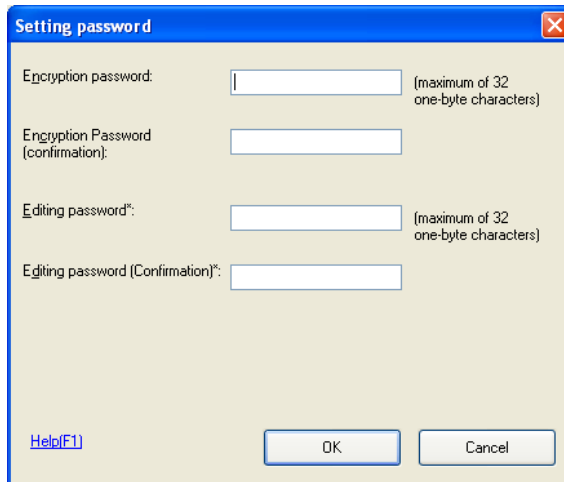 Setting password
Encryption password:
(maximum of 32
one-byte characters)
Encryption Password
(confirmation):
Editing password*:
(maximum of 32
one-byte characters)
Editing password (Confirmation)*:
Help(F1)
OK
Cancel